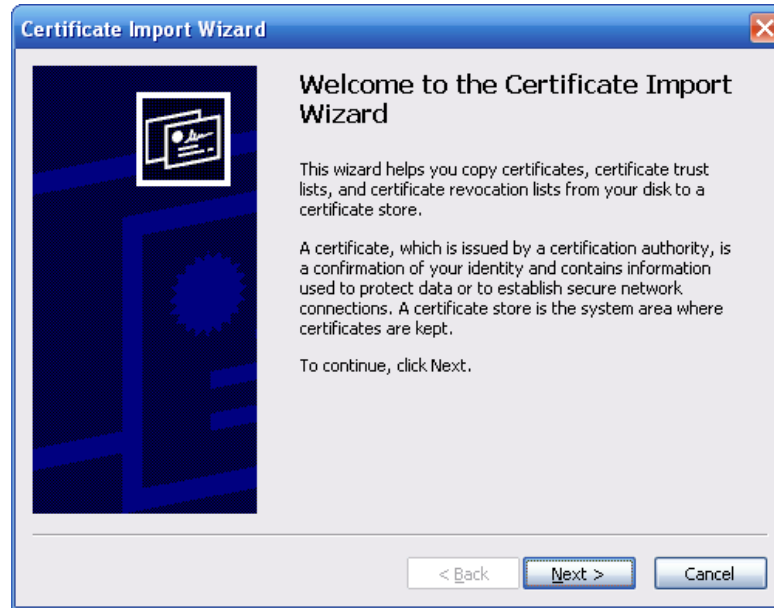 Certificate Import Wizard
Welcome to the Certificate Import
Wizard
This wizard helps you copy certificates, certificate trust
lists, and certificate revocation lists from your disk to a
certificate store.
A certificate, which is issued by a certification authority, is
a confirmation of your identity and contains information
used to protect data or to establish secure network
connections. A certificate store is the system area where
certificates are kept.
To continue, click Next.
< Back Next > Cancel